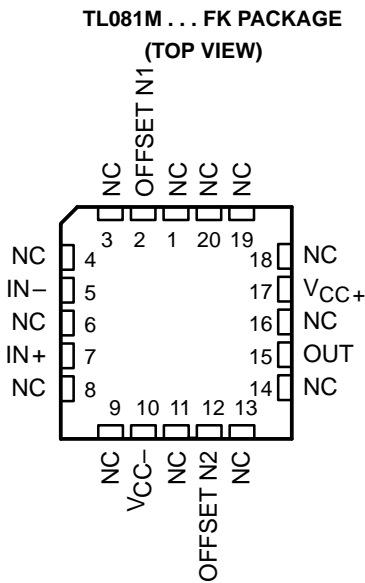 TL081M . . . FK PACKAGE
(TOP VIEW)
NC
OFFSET N1
NC
NC
NC
3 2 1 20 19
NC 4
IN− 5
NC 6
IN+ 7
NC 8
18 NC
17 VCC+
16 NC
15 OUT
14 NC
9 10 11 12 13
NC
VCC−
NC
OFFSET N2
NC